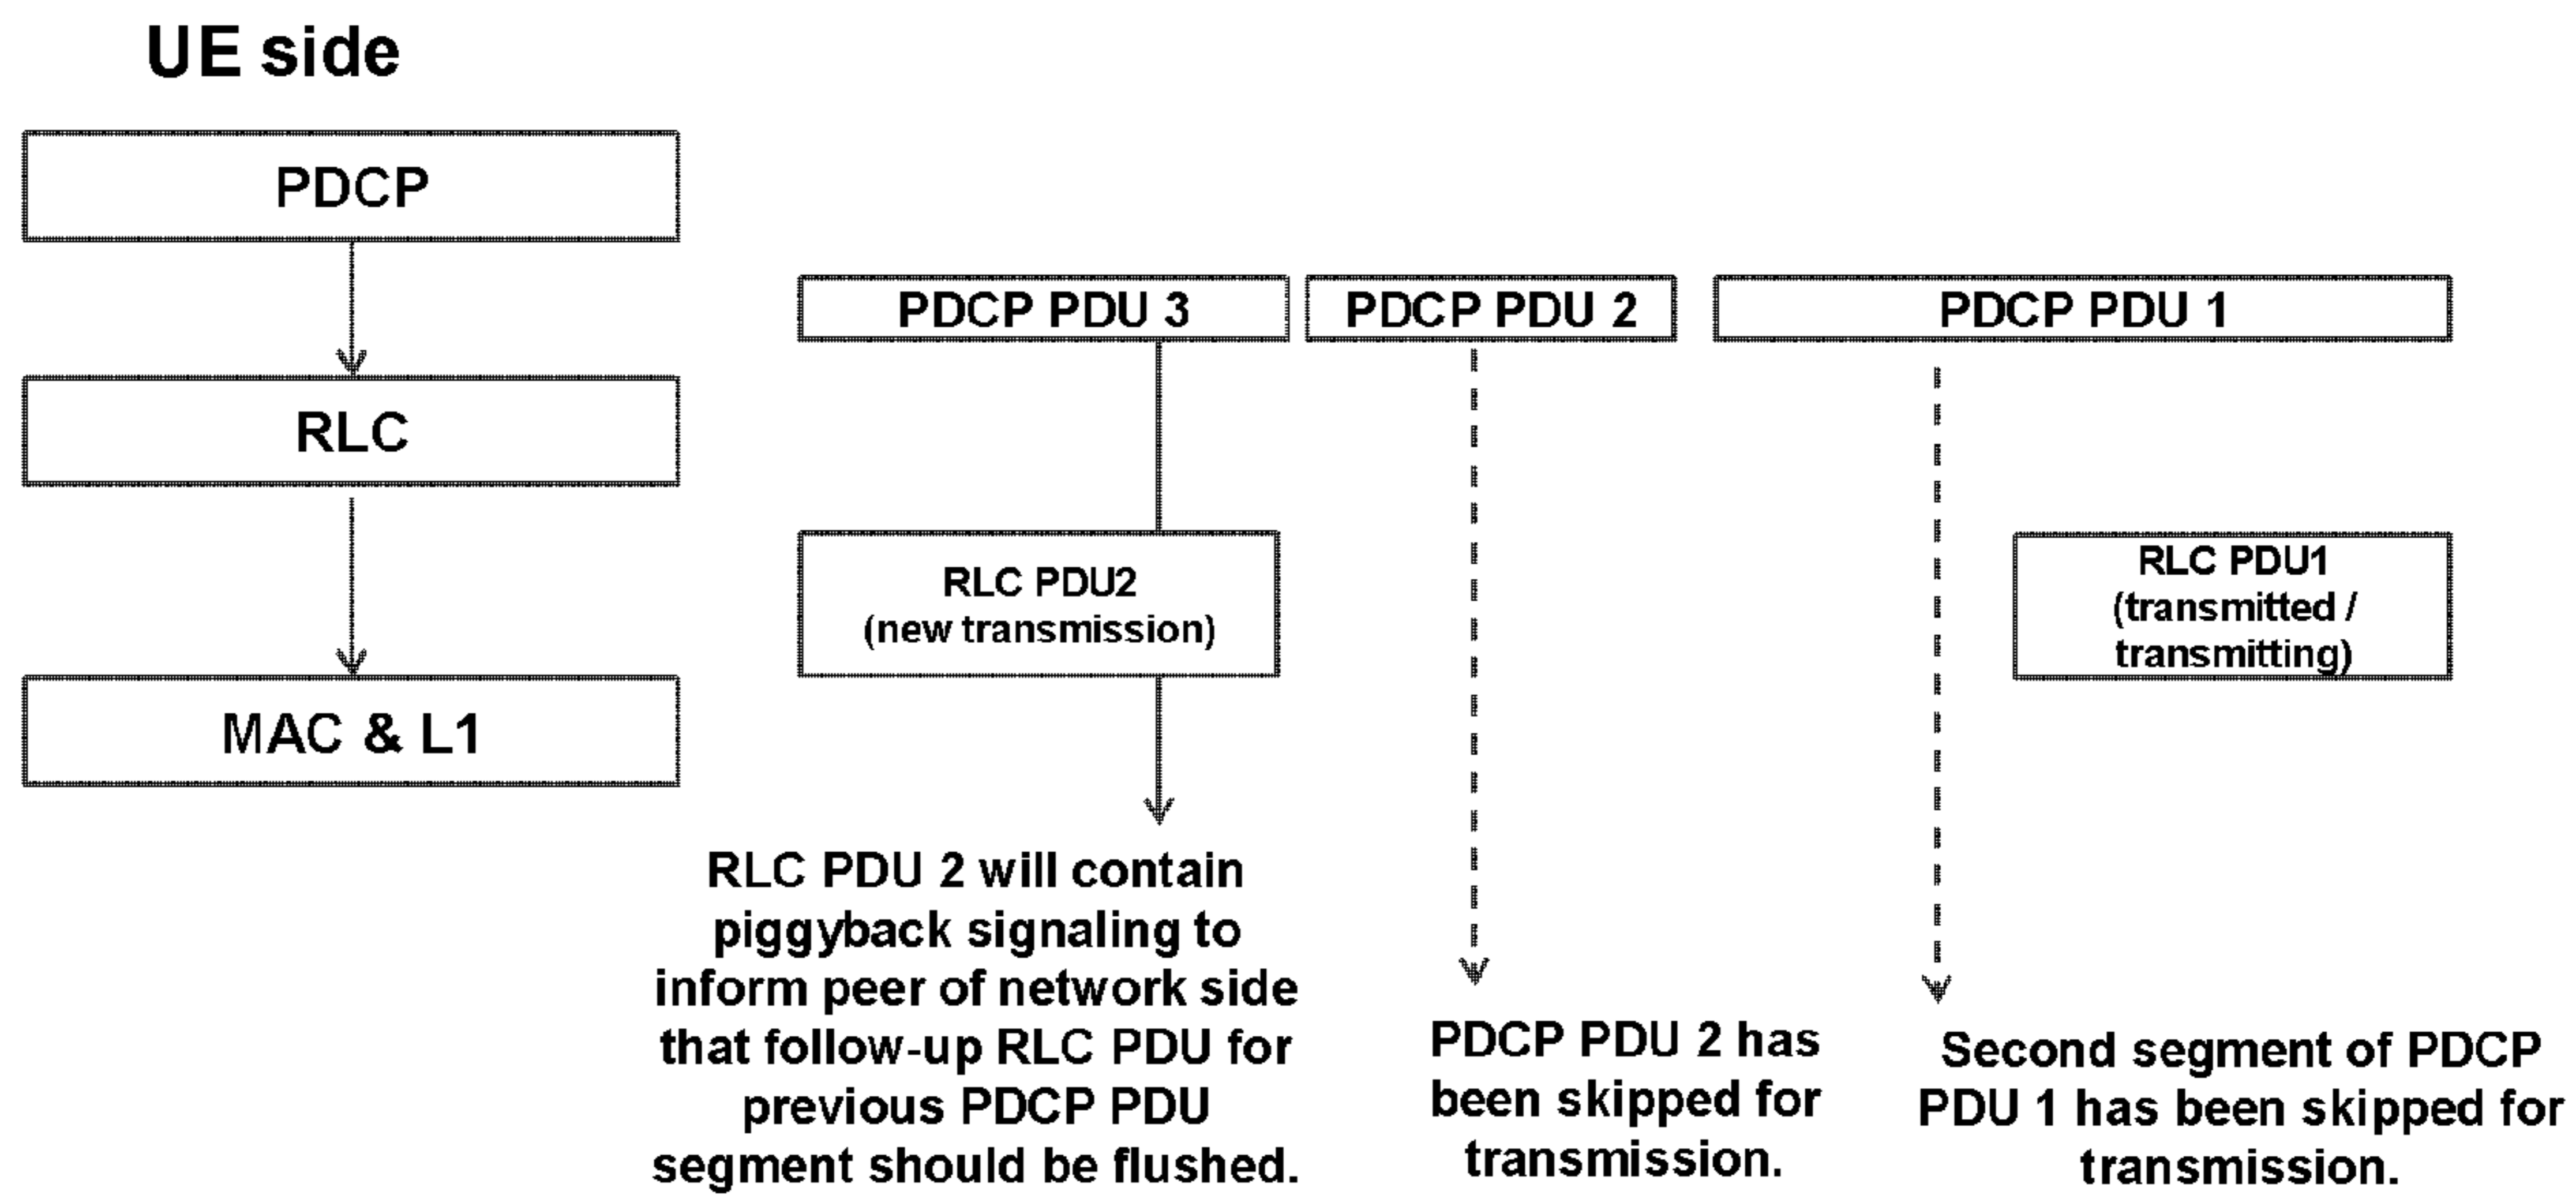 UE side
PDCP
RLC
MAC & L1
PDCP PDU 3
PDCP PDU 2
PDCP PDU 1
RLC PDU2
(new transmission)
RLC PDU1
(transmitted /
transmitting)
RLC PDU 2 will contain
piggyback signaling to
inform peer of network side
that follow-up RLC PDU for
previous PDCP PDU
segment should be flushed.
PDCP PDU 2 has
been skipped for
transmission.
Second segment of PDCP
PDU 1 has been skipped for
transmission.